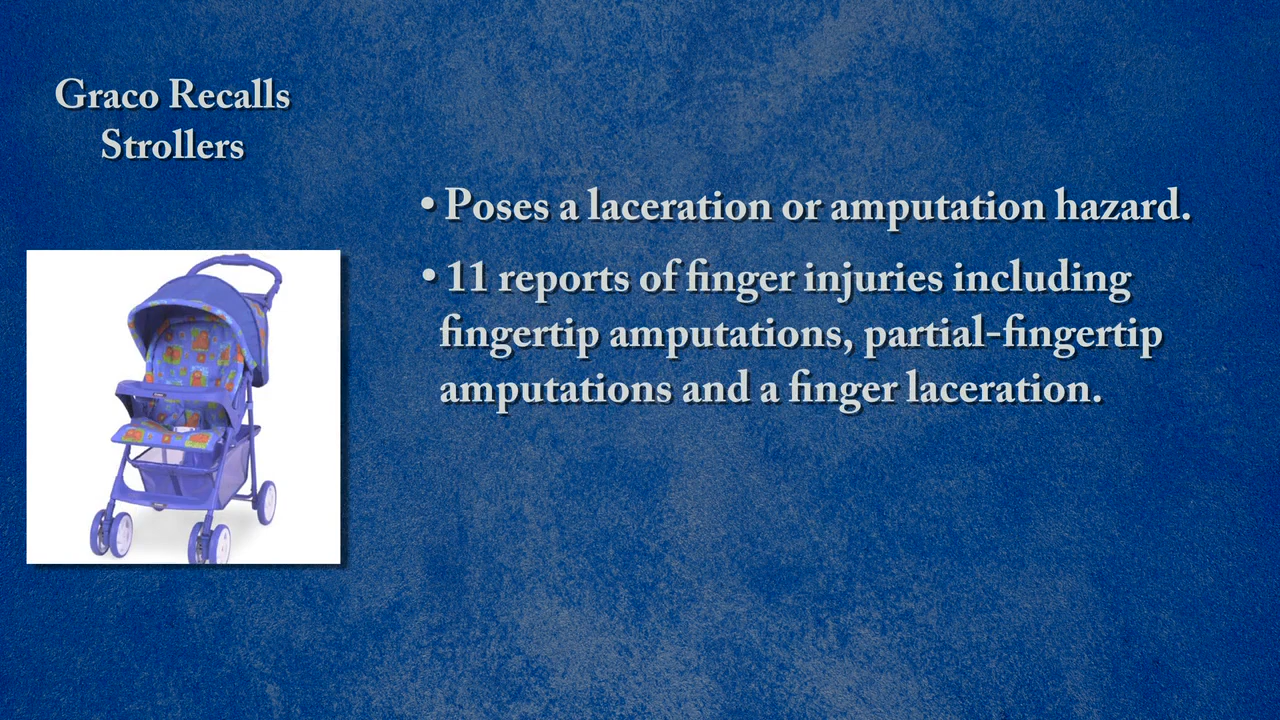 Graco Recalls
Strollers
• Poses a laceration or amputation hazard.
• 11 reports of finger injuries including
fingertip amputations, partial-fingertip
amputations and a finger laceration.